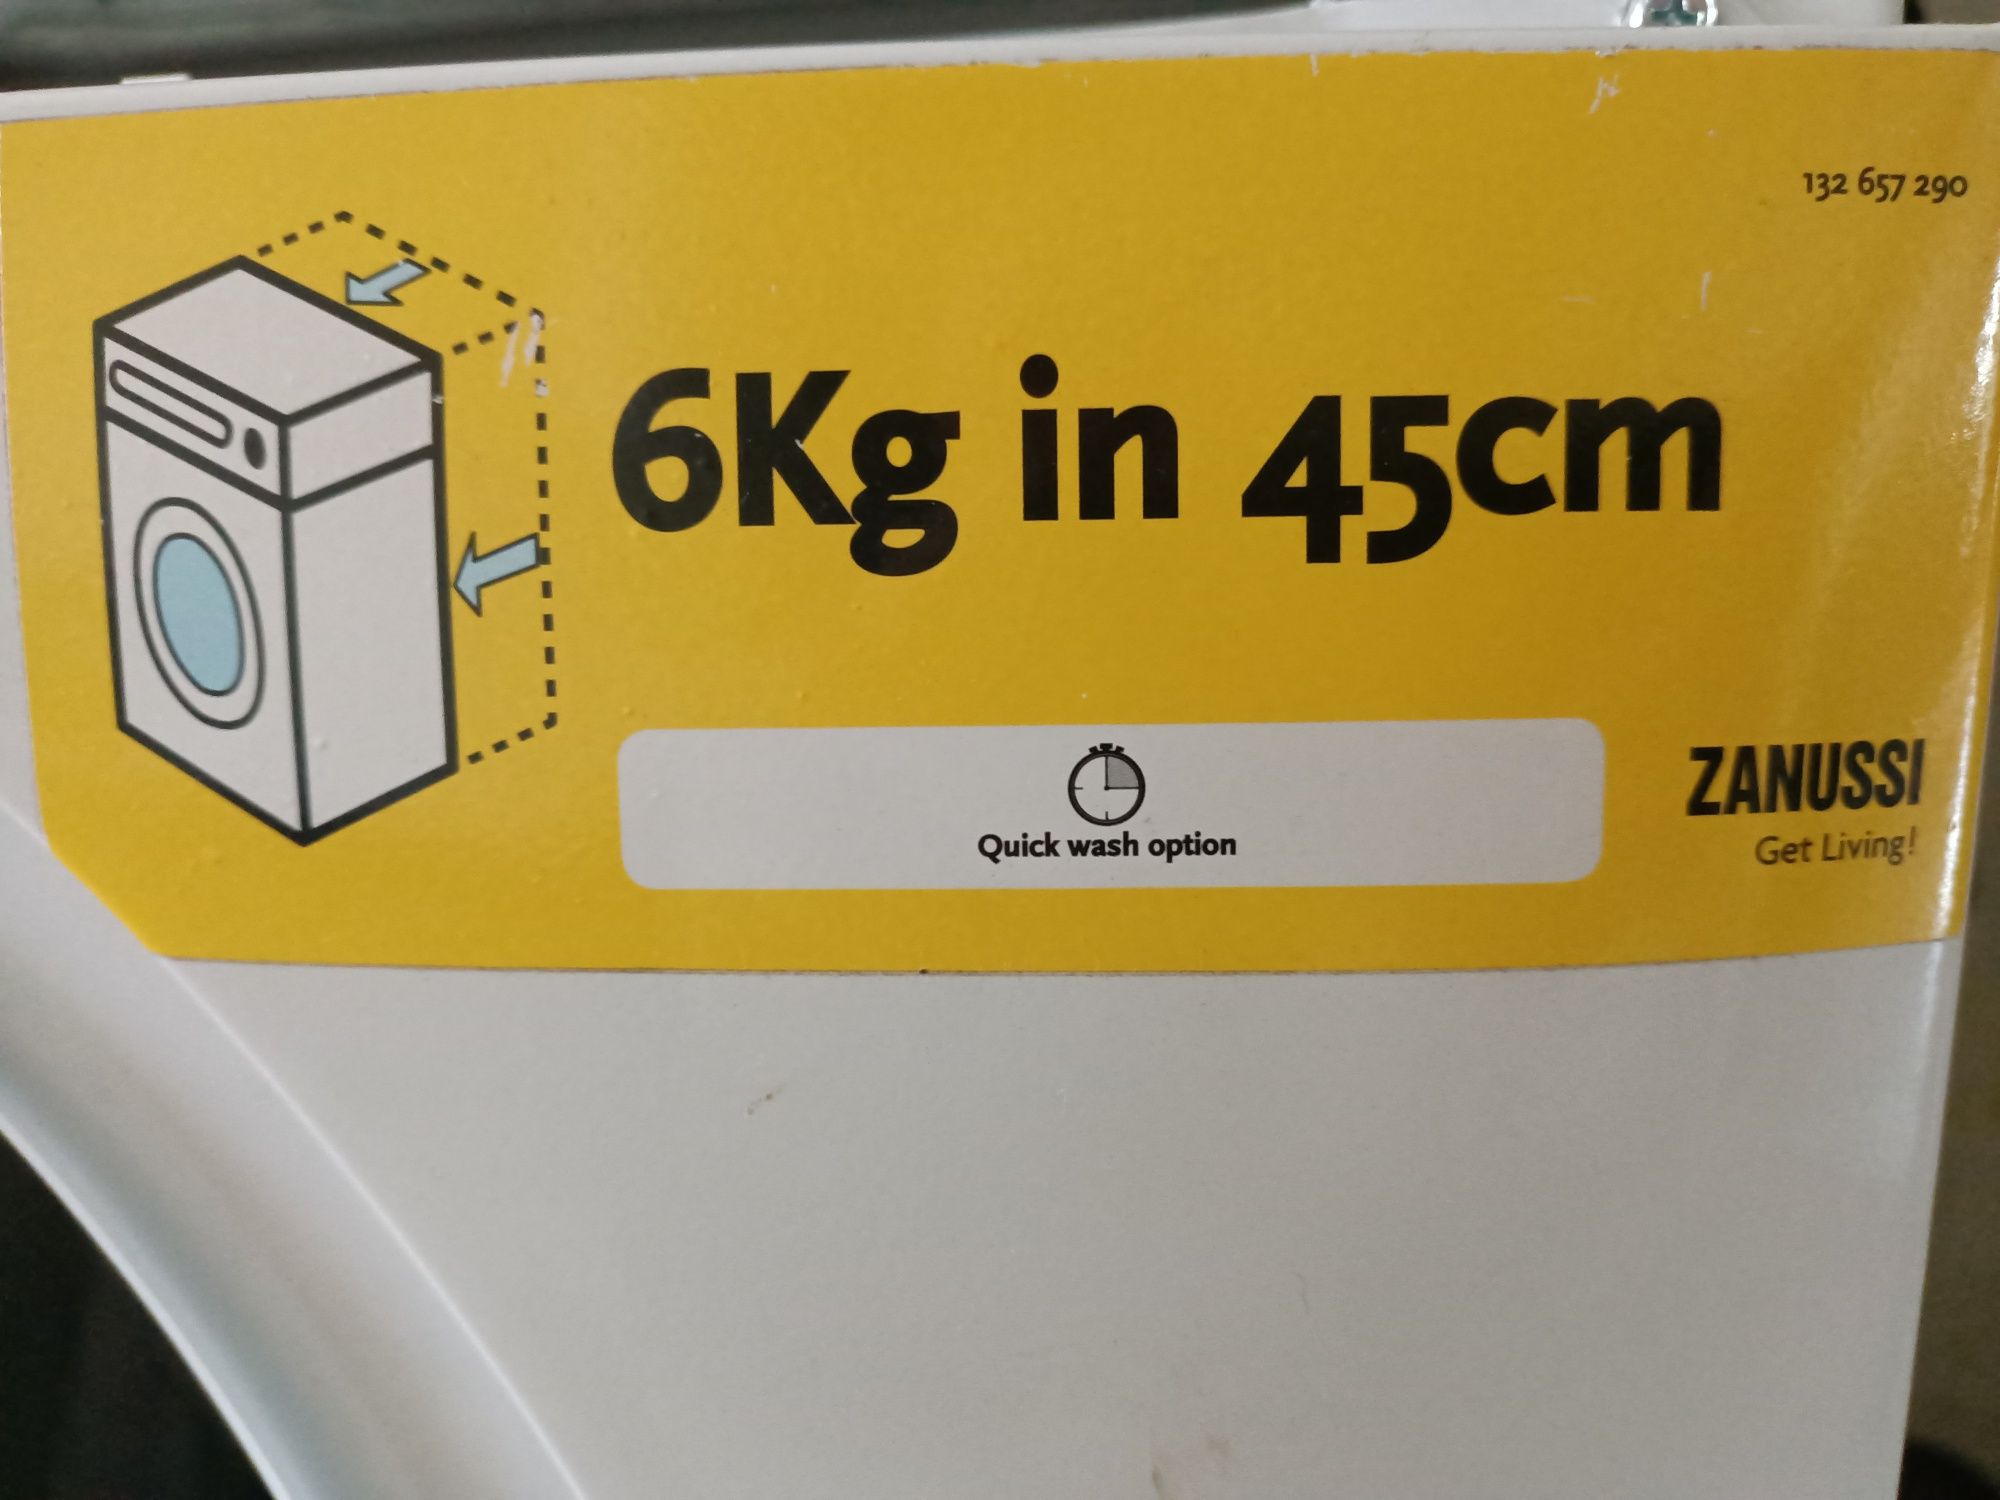 132 657 290
6Kg in 45cm
Quick wash option
ZANUSSI
Get Living!